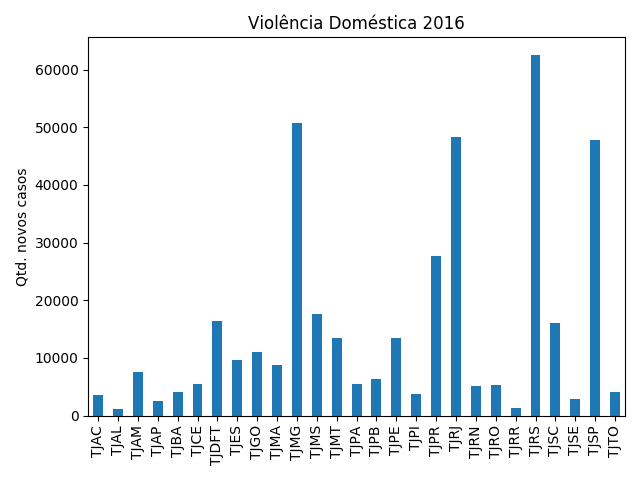 Violência Doméstica 2016
Qtd. novos casos
60000
50000
40000
30000
20000
10000
0
TJAC
TJAL
TJAM
TJAP
TJBA
TJCE
TJDFT
TJES
TJGO
TJMA
TJMG
TJMS
TJMT
TJPA
TJPB
TJPE
TJPI
TJPR
TJRJ
TJRN
TJRO
TJRR
TJRS
TJSC
TJSE
TJSP
TJTO